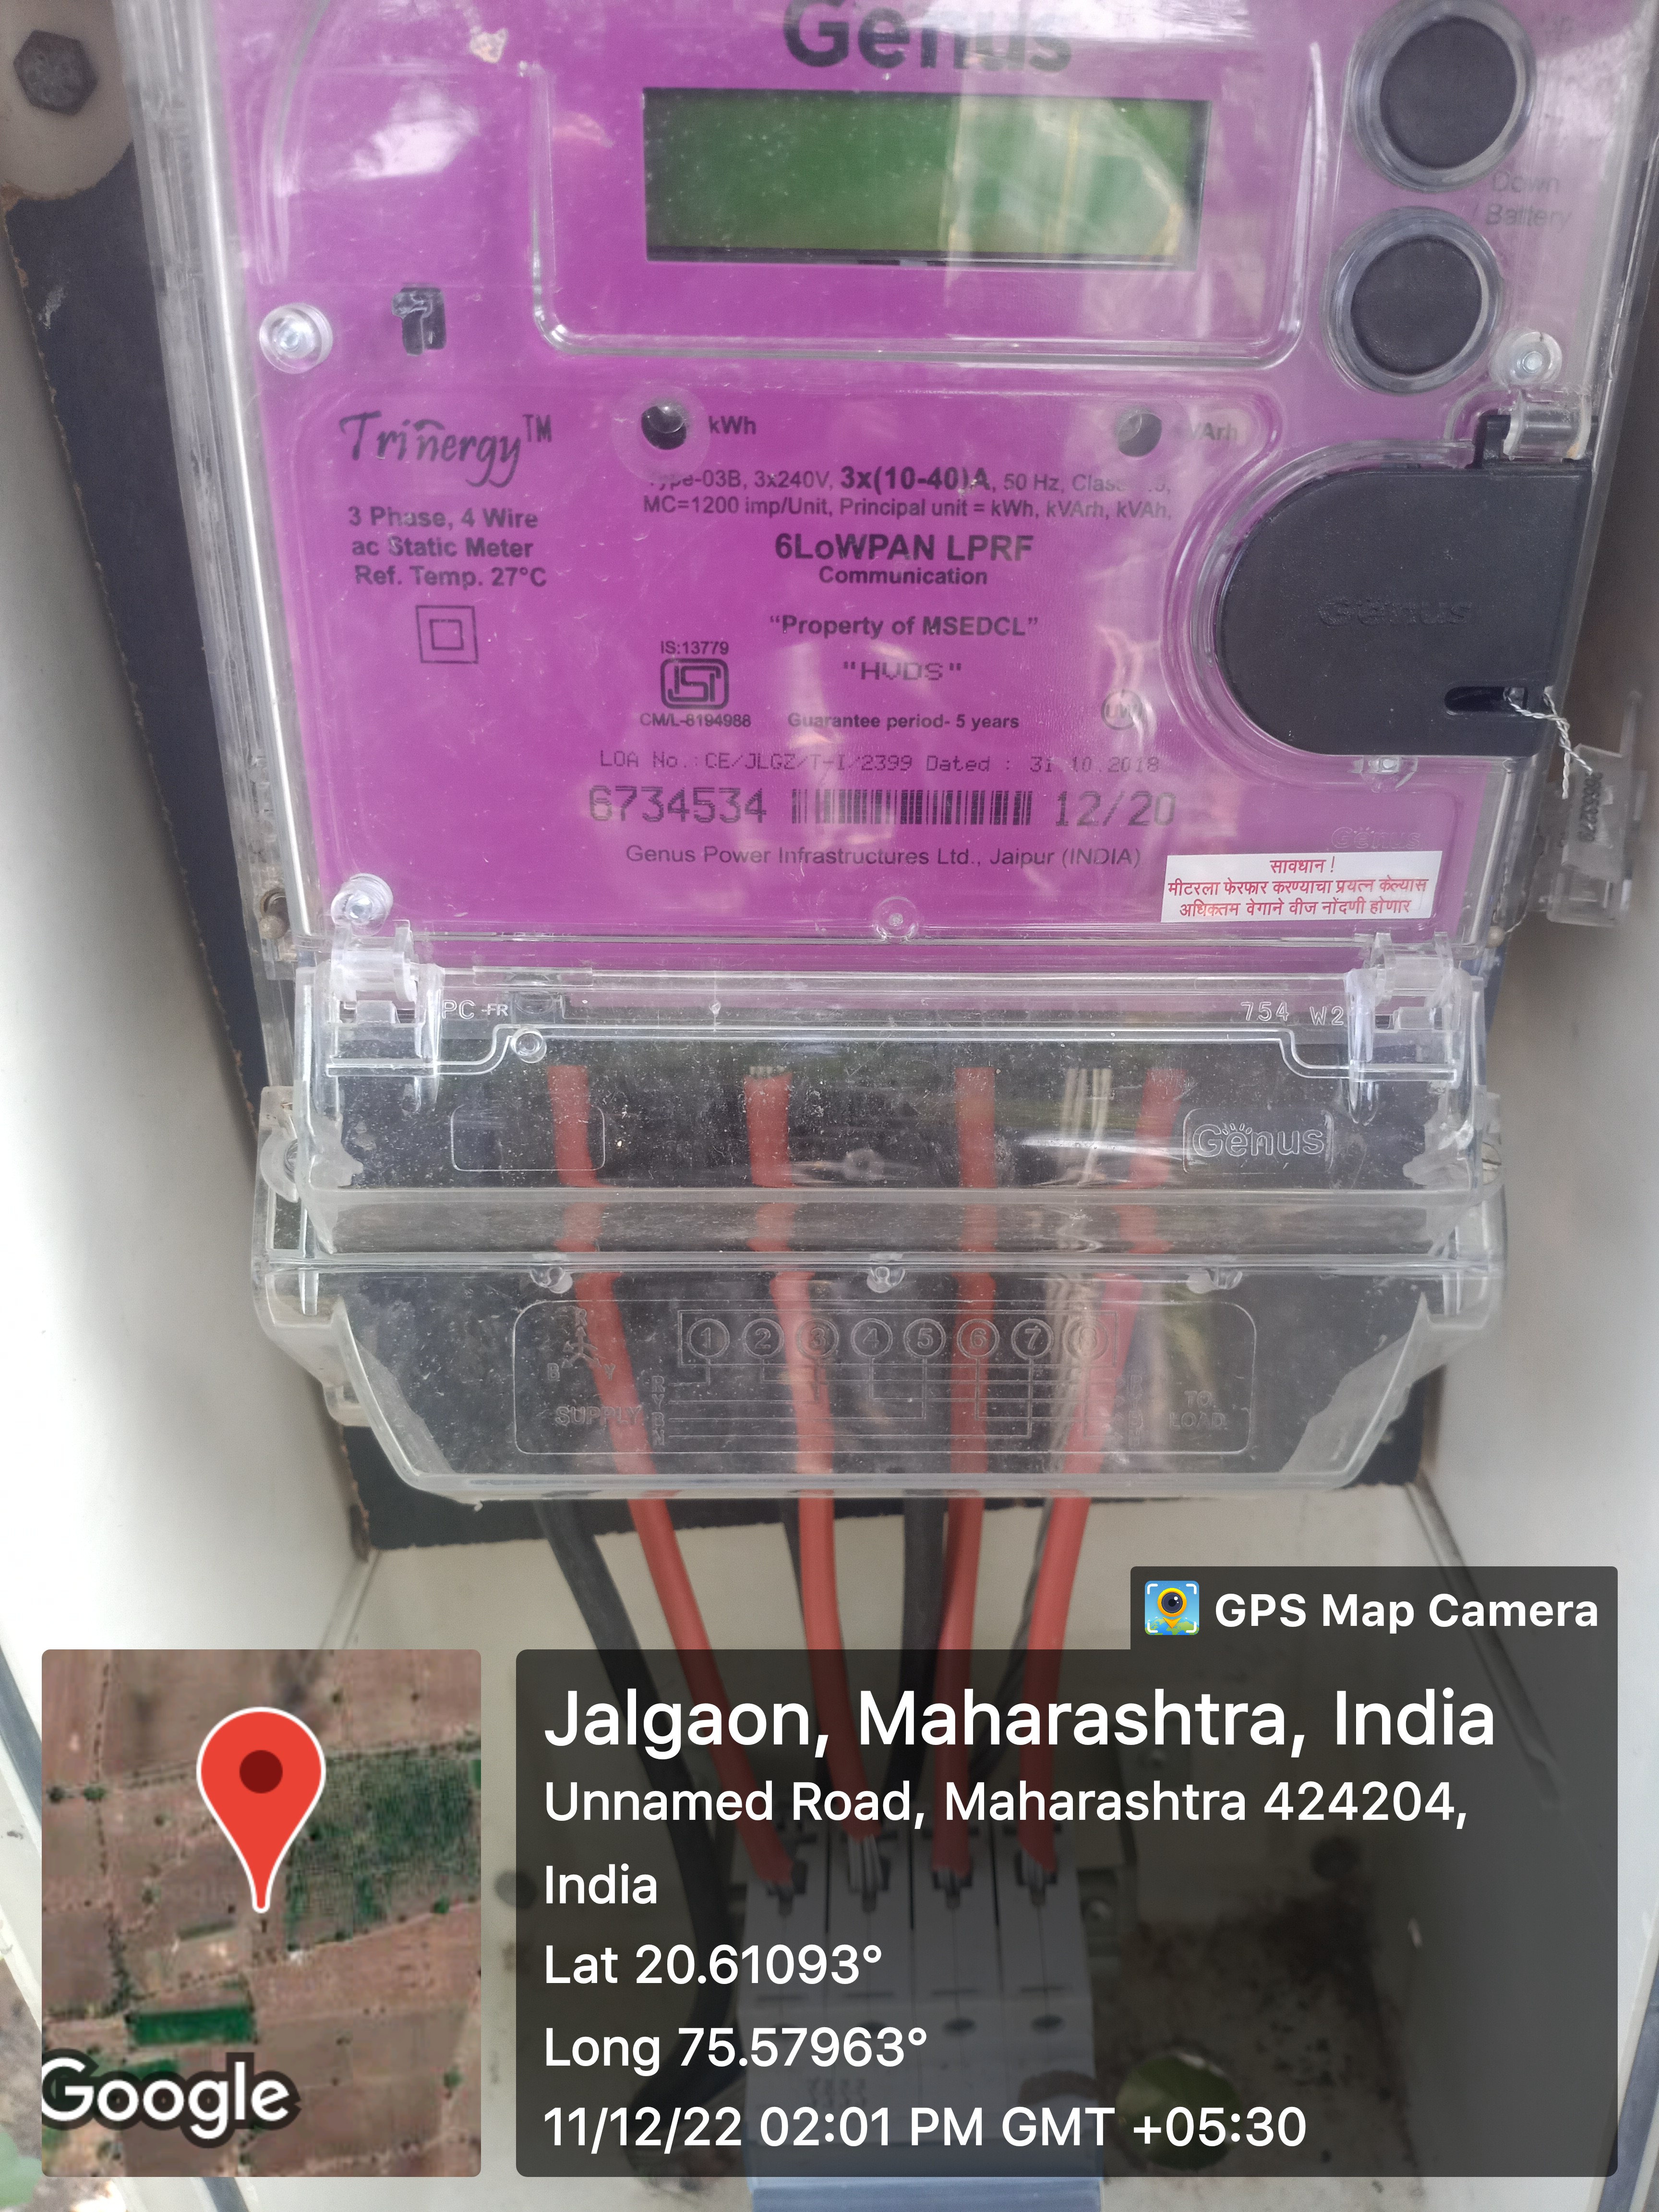 Genus
Down
/ Battery
Trinergy™
3 Phase, 4 Wire
ac Static Meter
Ref. Temp. 27°C
kWh
Type-03B, 3x240V, 3x(10-40)A, 50 Hz,
MC=1200 imp/Unit, Principal unit = kWh, kVArh, kVAh,
6LoWPAN LPRF
Communication
"Property of MSEDCL"
"HVDS"
IS:13779
CM/L-8194988
Guarantee period- 5 years
LOA No.:CE/JLGZ/T-I/2399 Dated : 31.10.2018
6734534 12/20
Genus Power Infrastructures Ltd., Jaipur (INDIA)
Genus
Genus
सावधान !
मीटरला फेरफार करण्याचा प्रयत्न केल्यास
अधिकतम वेगाने वीज नोंदणी होणार
PC-FR
754 W2
Genus
1 2 3 4 5 6 7 8
R
B Y
SUPPLY
TO
LOAD
GPS Map Camera
Jalgaon, Maharashtra, India
Unnamed Road, Maharashtra 424204,
India
Lat 20.61093°
Long 75.57963°
11/12/22 02:01 PM GMT +05:30
Google